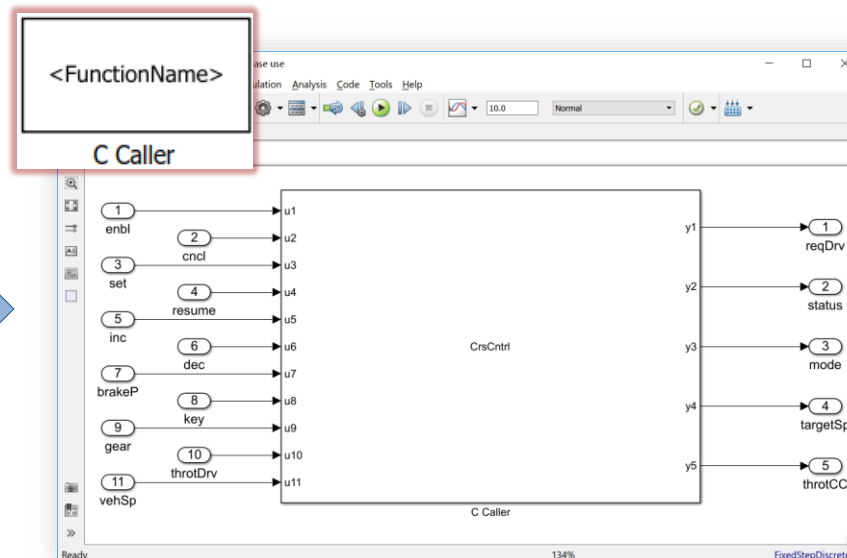 <FunctionName>
C Caller
ase use
ulation Analysis Code Tools Help
10.0 Normal
1
enbl
2
cncl
3
set
4
resume
5
inc
6
dec
7
brakeP
8
key
9
gear
10
throtDrv
11
vehSp
u1
u2
u3
u4
u5
u6
u7
u8
u9
u10
u11
CrsCntrl
y1
y2
y3
y4
y5
1
reqDrv
2
status
3
mode
4
targetSp
5
throtCC
C Caller
Ready 134% FixedStepDiscrete